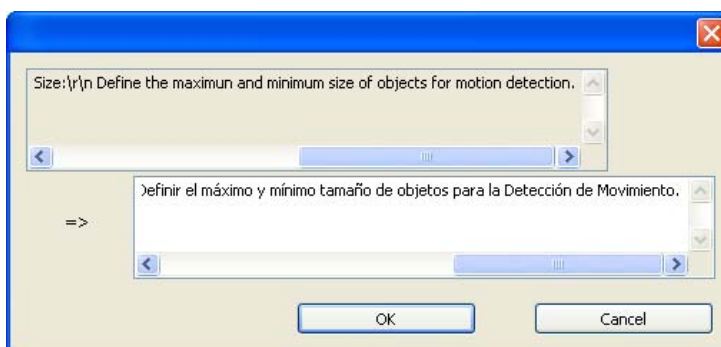 Size:\r\n Define the maximun and minimum size of objects for motion detection.
Definir el máximo y mínimo tamaño de objetos para la Detección de Movimiento.
=>
OK
Cancel